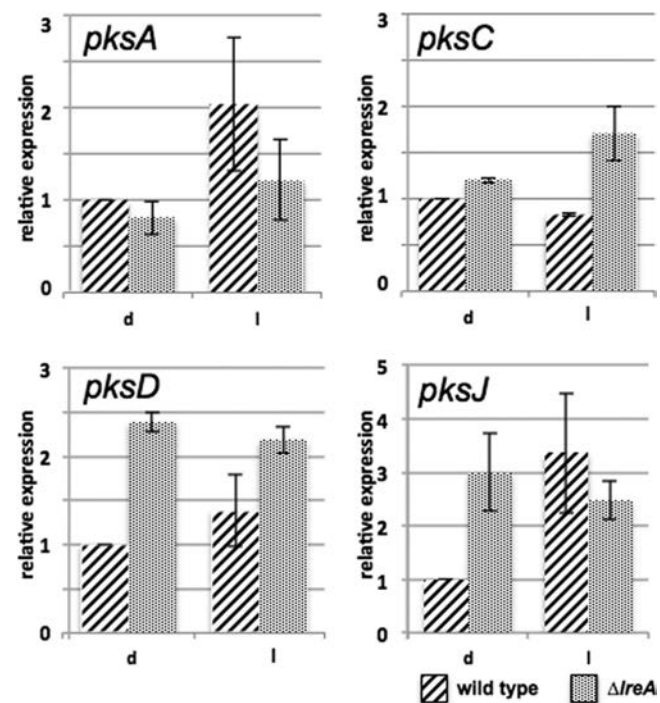 pksA
relative expression
3
2
1
0
d
l
pksC
relative expression
3
2
1
0
d
l
pksD
relative expression
3
2
1
0
d
l
pksJ
relative expression
5
4
3
2
1
0
d
l
wild type
ΔlreA